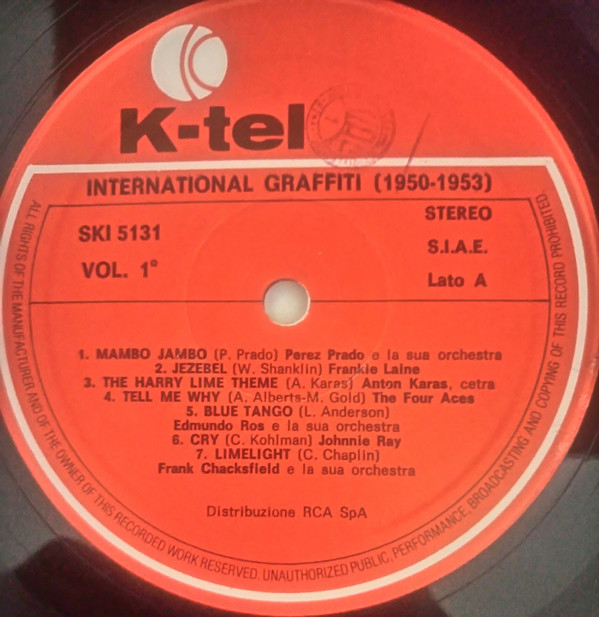 K-tel
INTERNATIONAL GRAFFITI (1950-1953)
SKI 5131
STEREO
VOL. 1°
S.I.A.E.
Lato A
1. MAMBO JAMBO (P. Prado) Perez Prado e la sua orchestra
2. JEZEBEL (W. Shanklin) Frankie Laine
3. THE HARRY LIME THEME (A. Karas) Anton Karas, cetra
4. TELL ME WHY (A. Alberts-M. Gold) The Four Aces
5. BLUE TANGO (L. Anderson)
Edmundo Ros e la sua orchestra
6. CRY (C. Kohlman) Johnnie Ray
7. LIMELIGHT (C. Chaplin)
Frank Chacksfield e la sua orchestra
Distribuzione RCA SpA
ALL RIGHTS OF THE MANUFACTURER AND OF THE OWNER OF THIS RECORDED WORK RESERVED. UNAUTHORIZED PUBLIC, PERFORMANCE, BROADCASTING AND COPYING OF THIS RECORD PROHIBITED.